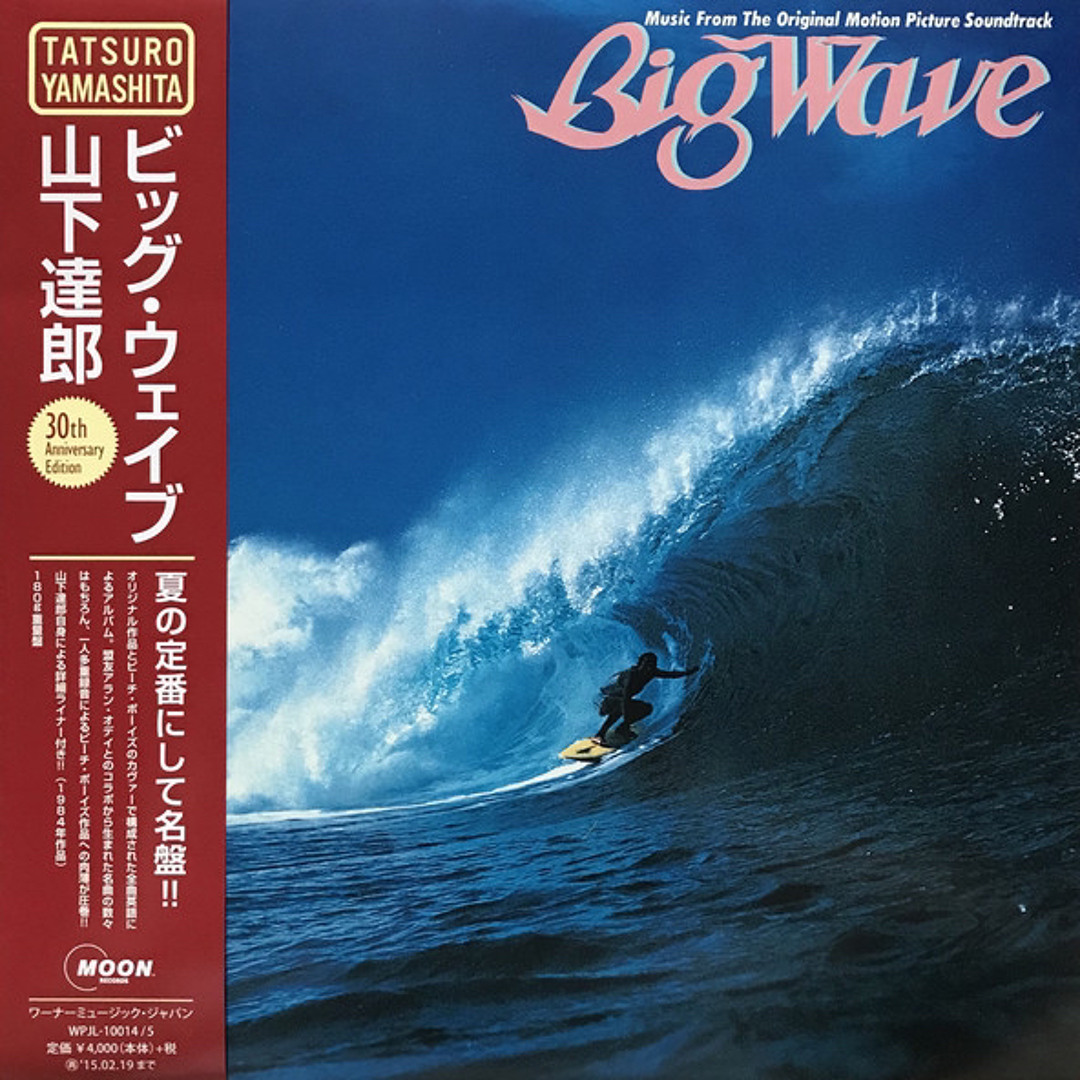 TATSURO
YAMASHITA
ビッグ・ウェイブ
山下達郎
30th
Anniversary
Edition
夏の定番にして名盤!!
オリジナル作品とビーチ・ボーイズのカヴァーで構成された全曲英語に
よるアルバム。盟友アラン・オデイとのコラボから生まれた名曲の数々
はもちろん、一人多重録音によるビーチ・ボーイズ作品への肉薄が圧巻!!
山下達郎自身による詳細ライナー付き!!(1984年作品)
180g重量盤
MOON
RECORDS
ワーナーミュージック・ジャパン
WPJL-10014/5
定価 ¥4,000(本体)+税
㋐'15.02.19まで
Music From The Original Motion Picture Soundtrack
Big Wave